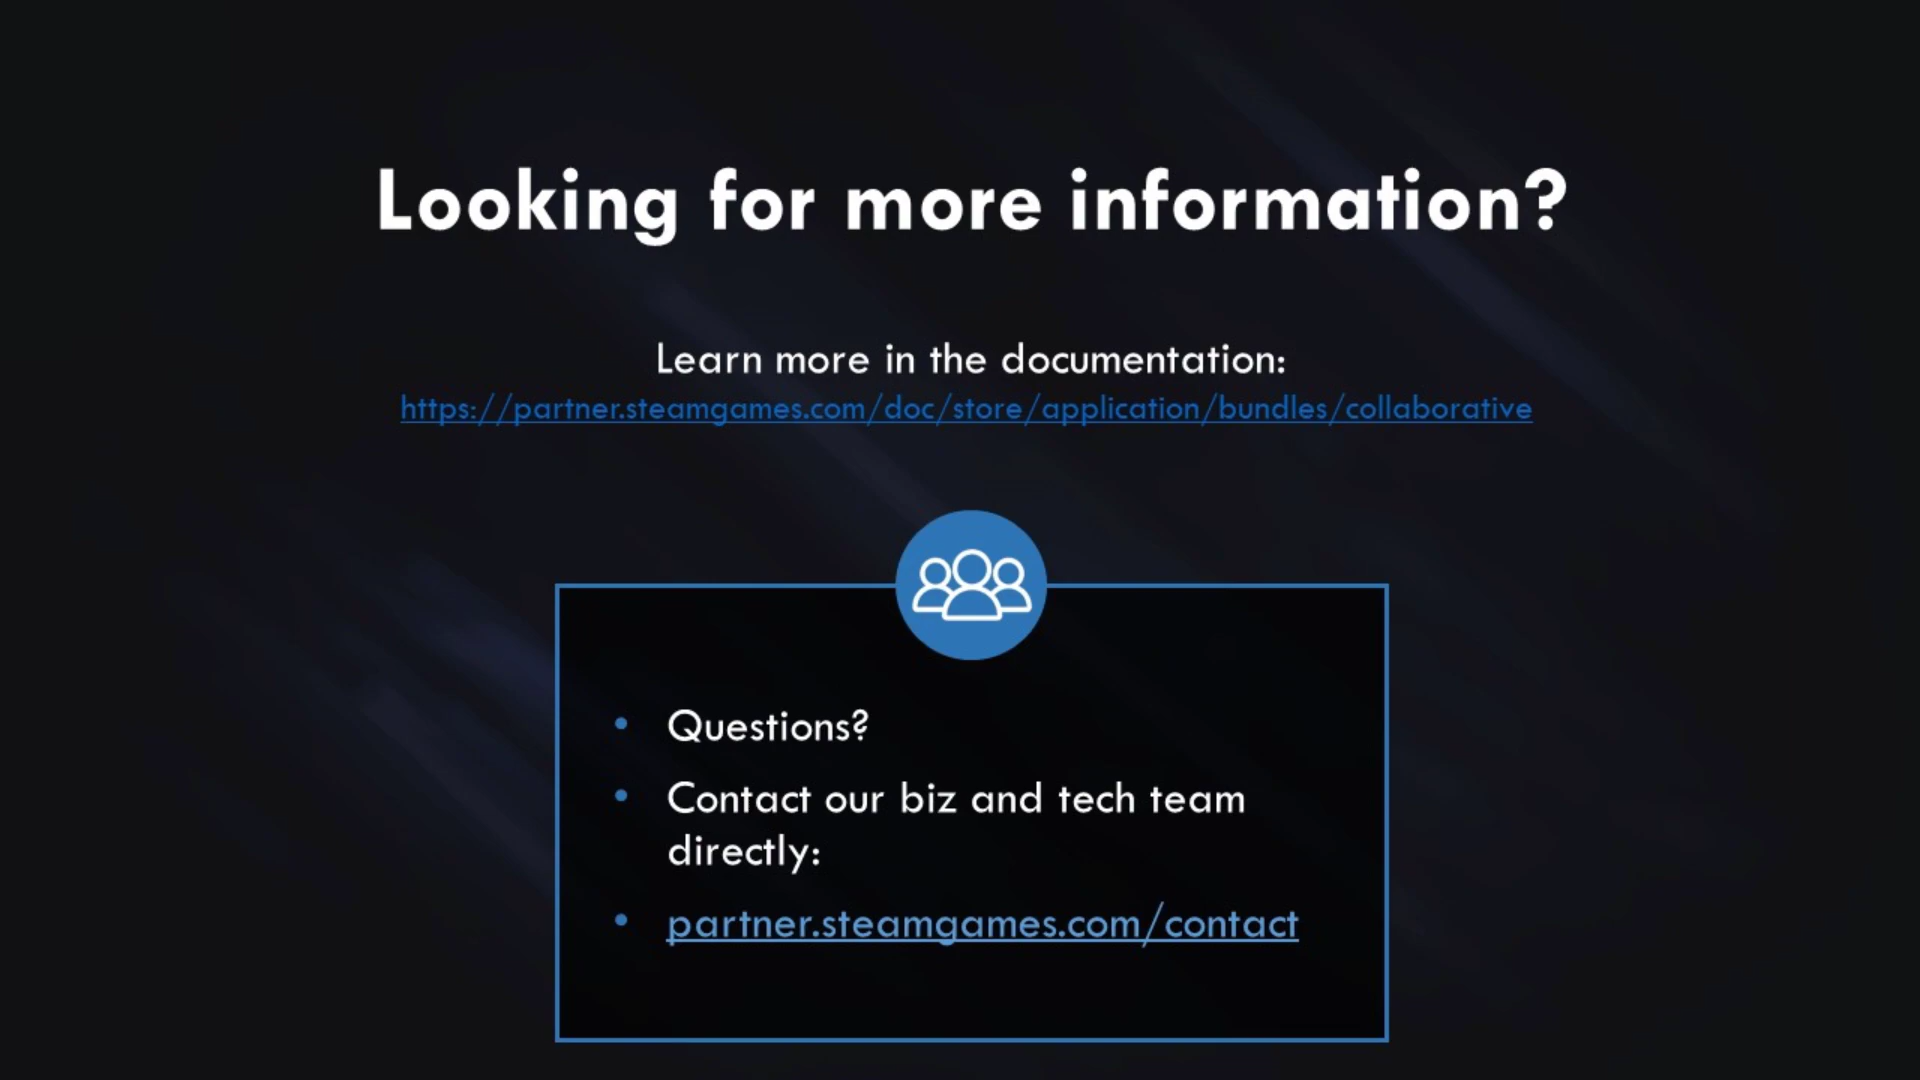 Looking for more information?
Learn more in the documentation:
https://partner.steamgames.com/doc/store/application/bundles/collaborative
• Questions?
• Contact our biz and tech team
directly:
• partner.steamgames.com/contact